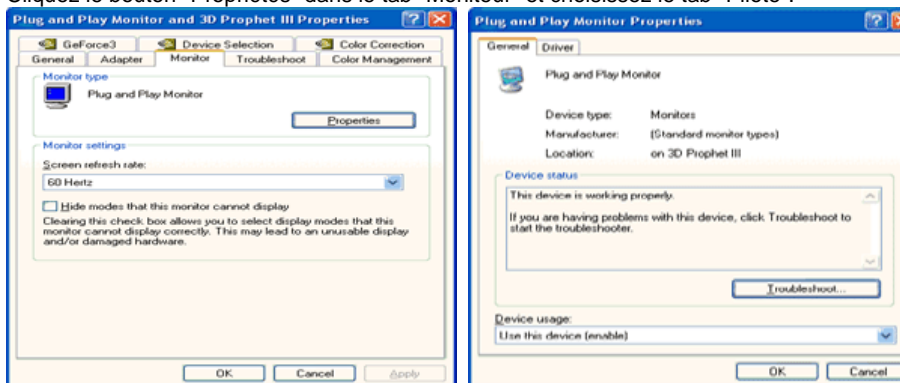 Cliquez le bouton "Propriétés" dans le tab "Moniteur" et choisissez le tab "Pilote".
Plug and Play Monitor and 3D Prophet III Properties
GeForce3 Device Selection Color Correction
General Adapter Monitor Troubleshoot Color Management
Monitor type
Plug and Play Monitor
Properties
Monitor settings
Screen refresh rate:
60 Hertz
Hide modes that this monitor cannot display
Clearing this check box allows you to select display modes that this
monitor cannot display correctly. This may lead to an unusable display
and/or damaged hardware.
OK Cancel Apply
Plug and Play Monitor Properties
General Driver
Plug and Play Monitor
Device type: Monitors
Manufacturer: (Standard monitor types)
Location: on 3D Prophet III
Device status
This device is working properly.
If you are having problems with this device, click Troubleshoot to
start the troubleshooter.
Troubleshoot...
Device usage:
Use this device (enable)
OK Cancel